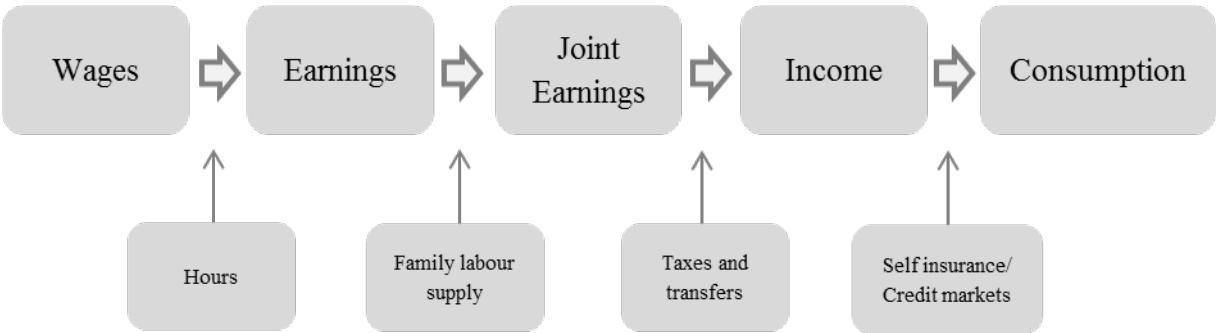 Wages
Earnings
Joint
Earnings
Income
Consumption
Hours
Family labour
supply
Taxes and
transfers
Self insurance/
Credit markets